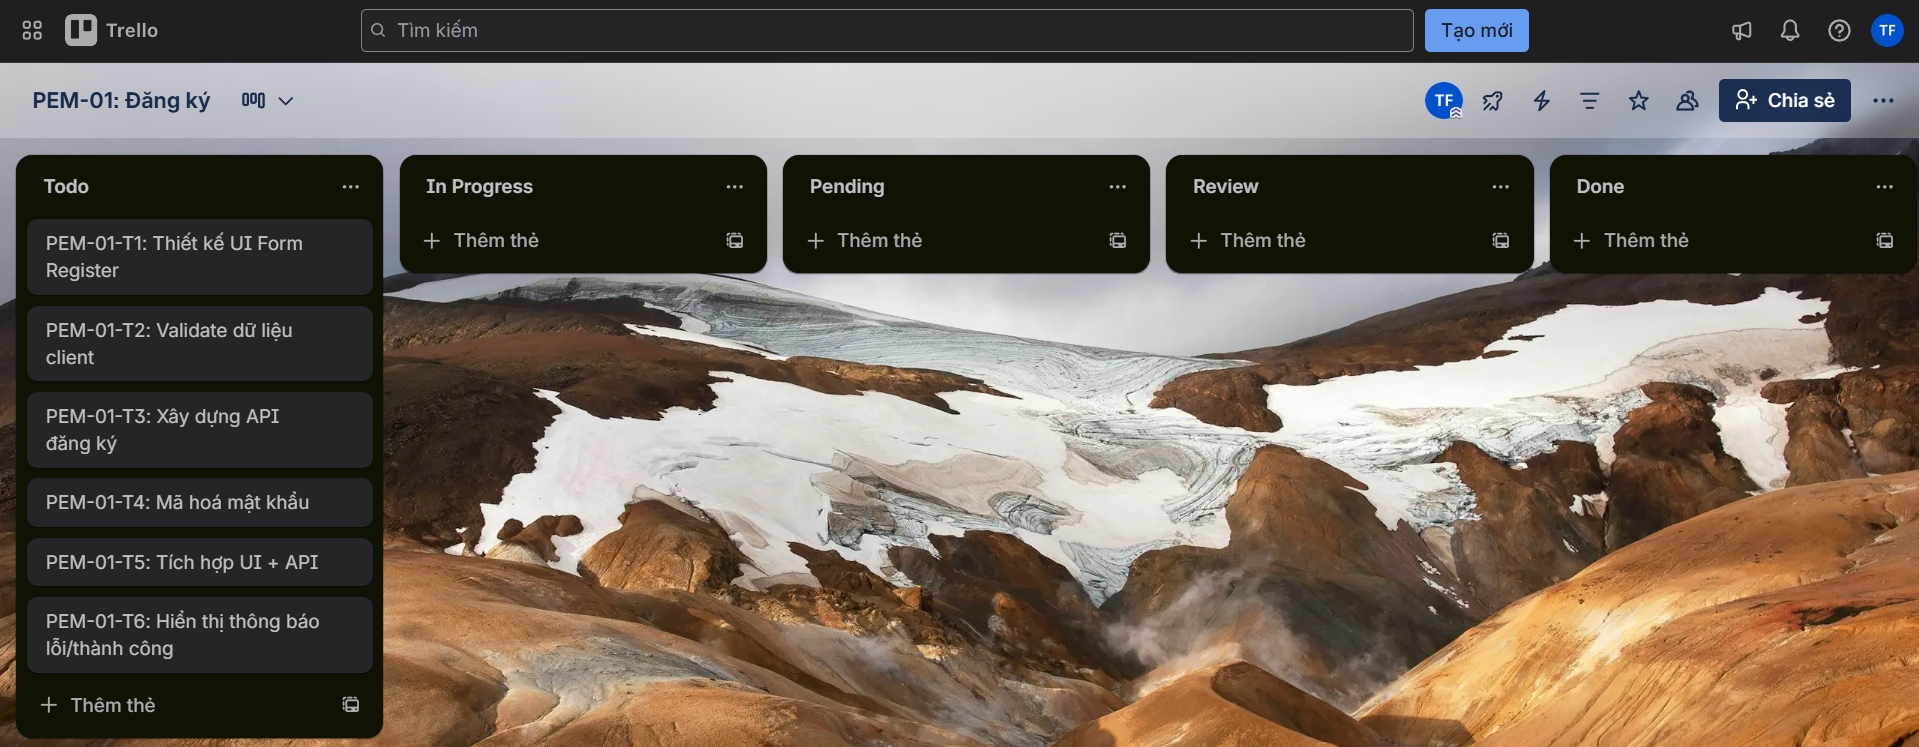 Trello
Tìm kiếm
Tạo mới
TF
PEM-01: Đăng ký
TF
Chia sẻ
Todo
PEM-01-T1: Thiết kế UI Form
Register
PEM-01-T2: Validate dữ liệu
client
PEM-01-T3: Xây dựng API
đăng ký
PEM-01-T4: Mã hoá mật khẩu
PEM-01-T5: Tích hợp UI + API
PEM-01-T6: Hiển thị thông báo
lỗi/thành công
Thêm thẻ
In Progress
Thêm thẻ
Pending
Thêm thẻ
Review
Thêm thẻ
Done
Thêm thẻ